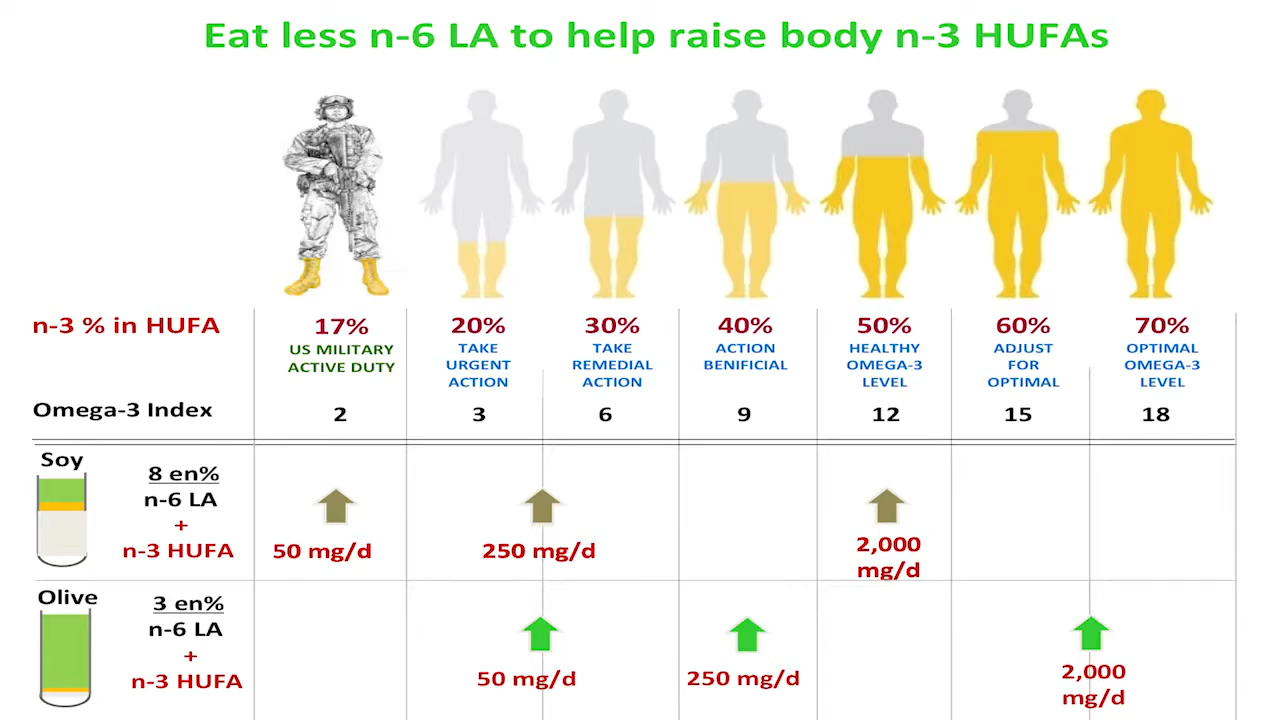 Eat less n-6 LA to help raise body n-3 HUFAs
n-3 % in HUFA
17%
20%
30%
40%
50%
60%
70%
US MILITARY
ACTIVE DUTY
TAKE
URGENT
ACTION
TAKE
REMEDIAL
ACTION
ACTION
BENIFICIAL
HEALTHY
OMEGA-3
LEVEL
ADJUST
FOR
OPTIMAL
OPTIMAL
OMEGA-3
LEVEL
Omega-3 Index
2
3
6
9
12
15
18
Soy
8 en%
n-6 LA
+
n-3 HUFA
50 mg/d
250 mg/d
2,000
mg/d
Olive
3 en%
n-6 LA
+
n-3 HUFA
50 mg/d
250 mg/d
2,000
mg/d